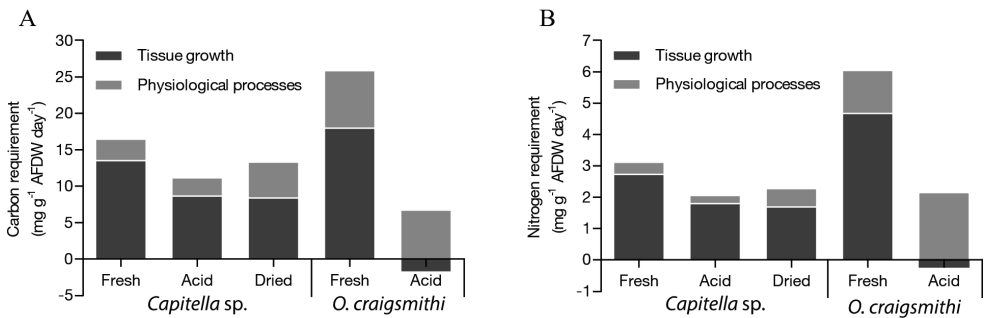 A
Carbon requirement
(mg g-1 AFDW day-1)
30
25
20
15
10
5
0
-5
Tissue growth
Physiological processes
Fresh Acid Dried Fresh Acid
Capitella sp. O. craigsmithi
B
Nitrogen requirement
(mg g-1 AFDW day-1)
7
6
5
4
3
2
1
0
-1
Tissue growth
Physiological processes
Fresh Acid Dried Fresh Acid
Capitella sp. O. craigsmithi